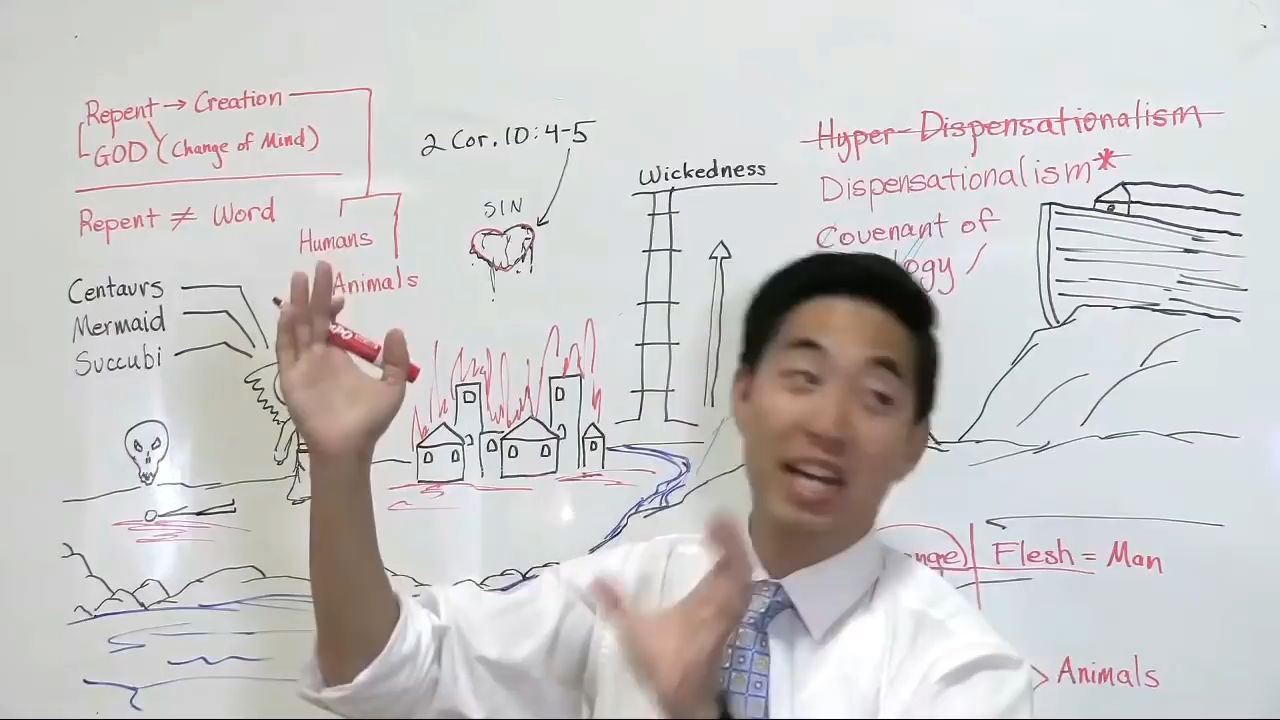 Repent → Creation
GOD (Change of Mind)
Repent ≠ Word
Humans
Animals
Centaurs
Mermaid
Succubi
2 Cor. 10:4-5
SIN
Wickedness
Hyper-Dispensationalism
Dispensationalism*
Covenant of
Flesh = Man
> Animals